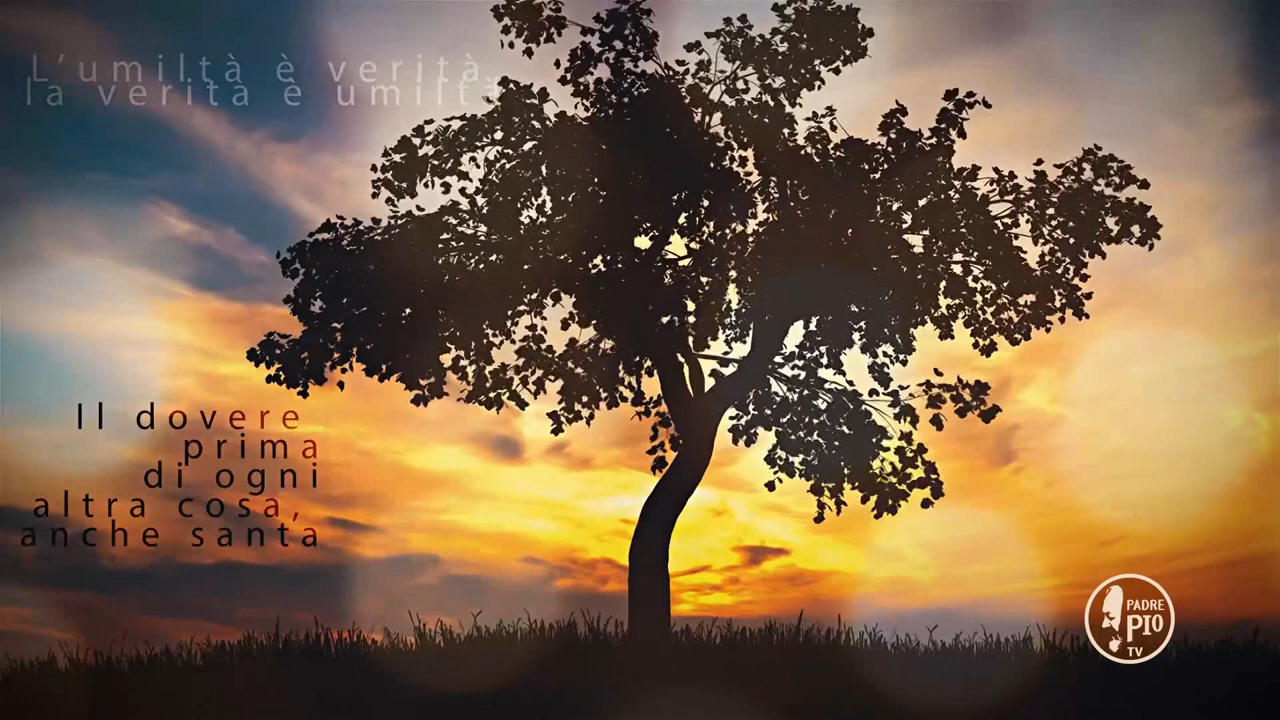 L'umiltà è verità,
la verità è umiltà
Il dovere
prima
di ogni
altra cosa,
anche santa
PADRE
PIO
TV